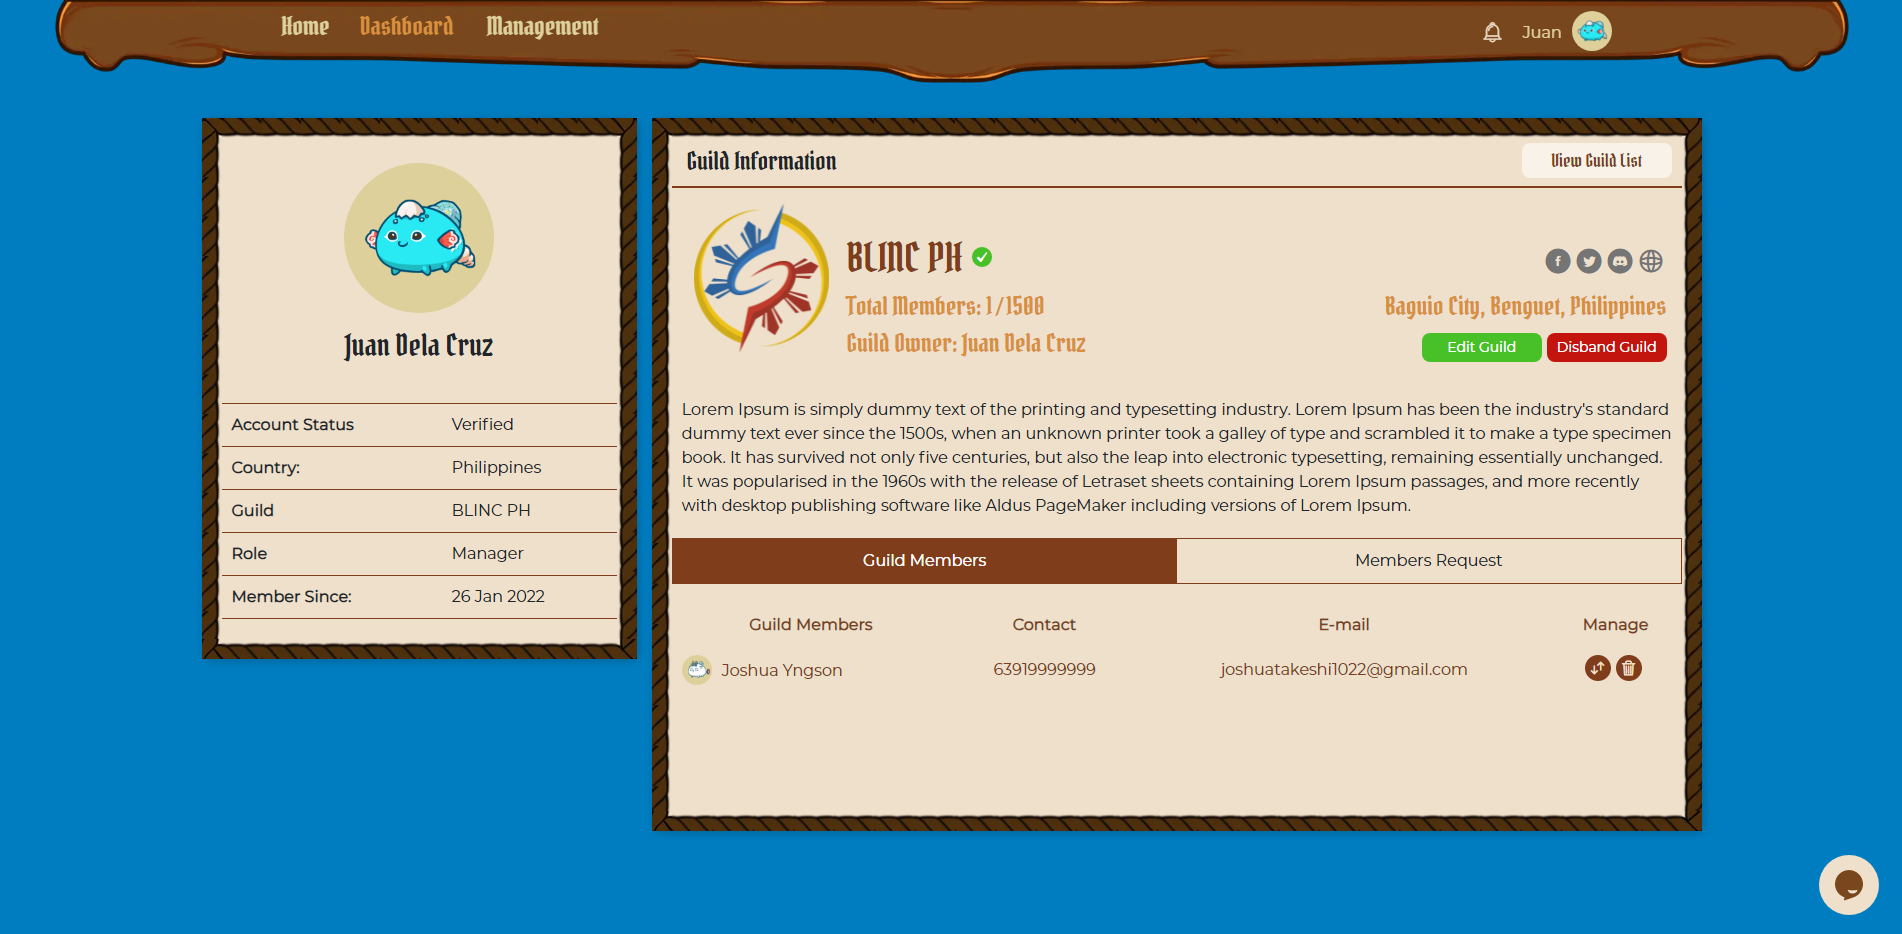 Home Dashboard Management Juan
Juan Dela Cruz
Account Status Verified
Country: Philippines
Guild BLINC PH
Role Manager
Member Since: 26 Jan 2022
Guild Information View Guild List
BLINC PH
Total Members: 1/1500 Baguio City, Benguet, Philippines
Guild Owner: Juan Dela Cruz Edit Guild Disband Guild
Lorem Ipsum is simply dummy text of the printing and typesetting industry. Lorem Ipsum has been the industry's standard
dummy text ever since the 1500s, when an unknown printer took a galley of type and scrambled it to make a type specimen
book. It has survived not only five centuries, but also the leap into electronic typesetting, remaining essentially unchanged.
It was popularised in the 1960s with the release of Letraset sheets containing Lorem Ipsum passages, and more recently
with desktop publishing software like Aldus PageMaker including versions of Lorem Ipsum.
Guild Members Members Request
Guild Members Contact E-mail Manage
Joshua Yngson 63919999999 joshuatakeshi1022@gmail.com